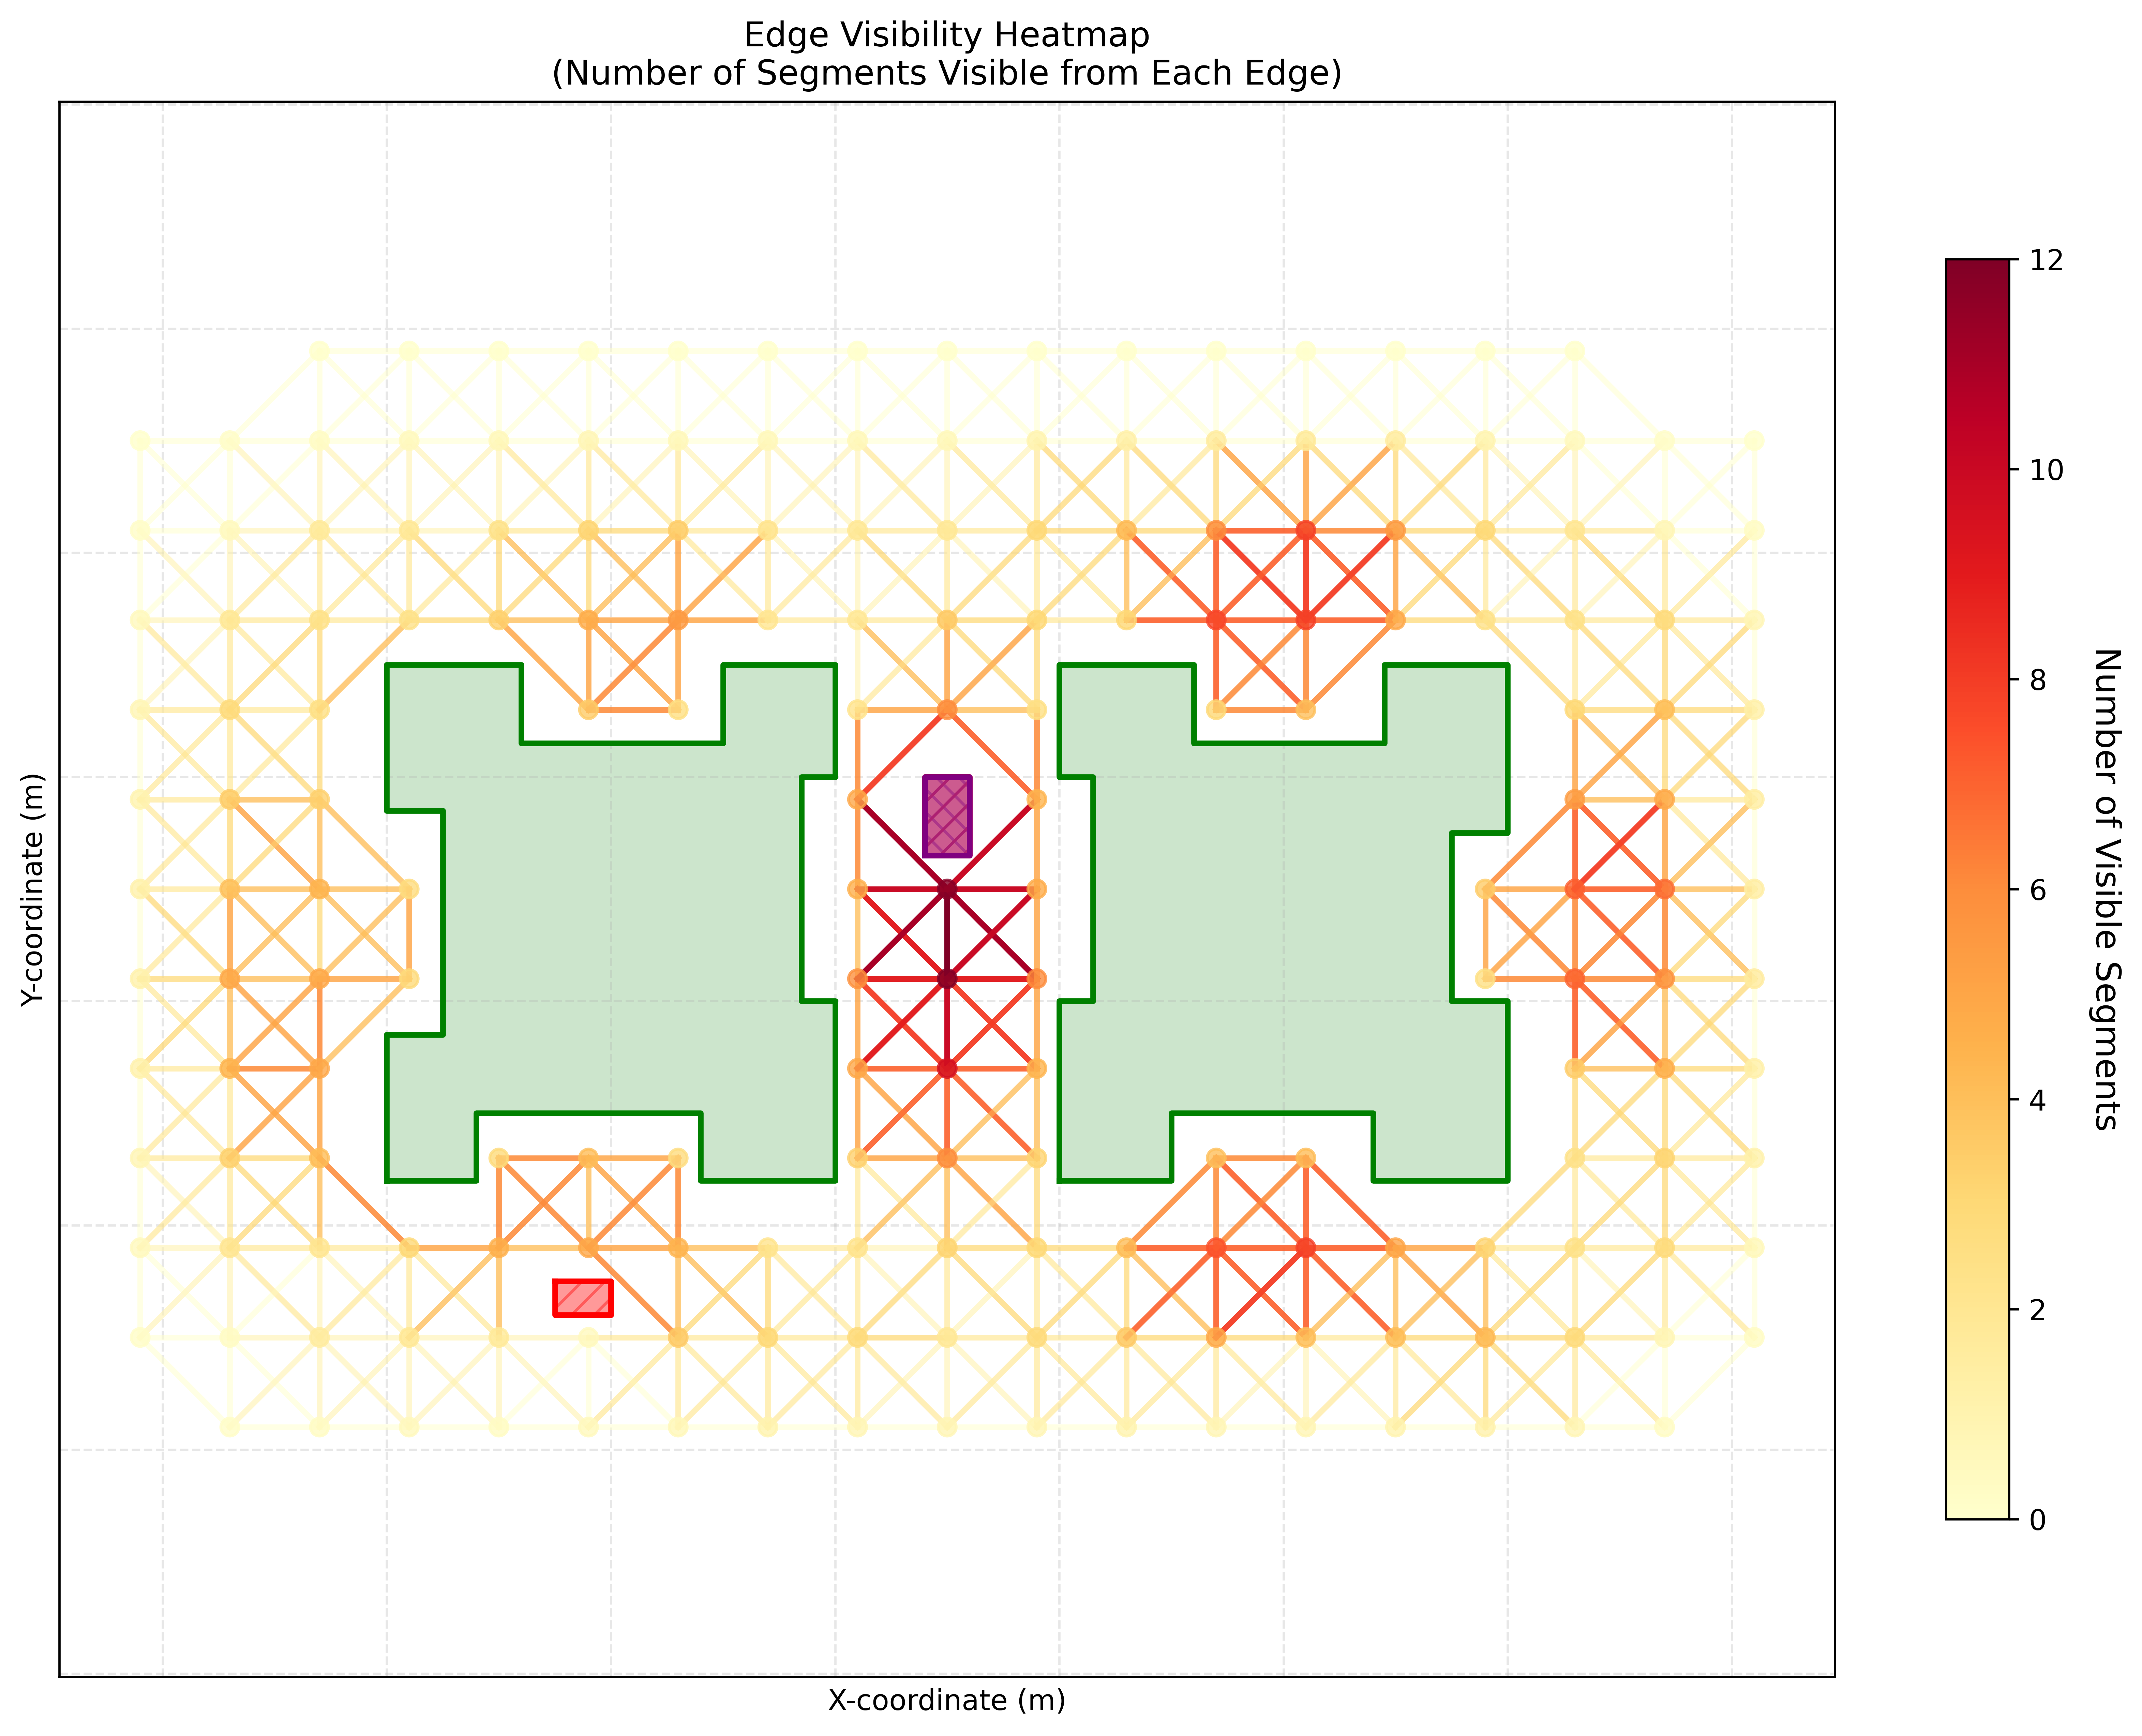 Edge Visibility Heatmap
(Number of Segments Visible from Each Edge)
Y-coordinate (m)
X-coordinate (m)
12
10
8
6
4
2
0
Number of Visible Segments